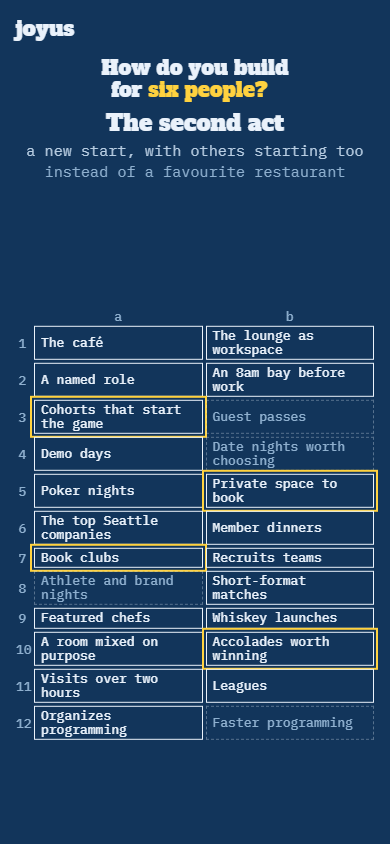 joyus
How do you build
for six people?
The second act
a new start, with others starting too
instead of a favourite restaurant
a b
1 The café The lounge as workspace
2 A named role An 8am bay before work
3 Cohorts that start the game Guest passes
4 Demo days Date nights worth choosing
5 Poker nights Private space to book
6 The top Seattle companies Member dinners
7 Book clubs Recruits teams
8 Athlete and brand nights Short-format matches
9 Featured chefs Whiskey launches
10 A room mixed on purpose Accolades worth winning
11 Visits over two hours Leagues
12 Organizes programming Faster programming